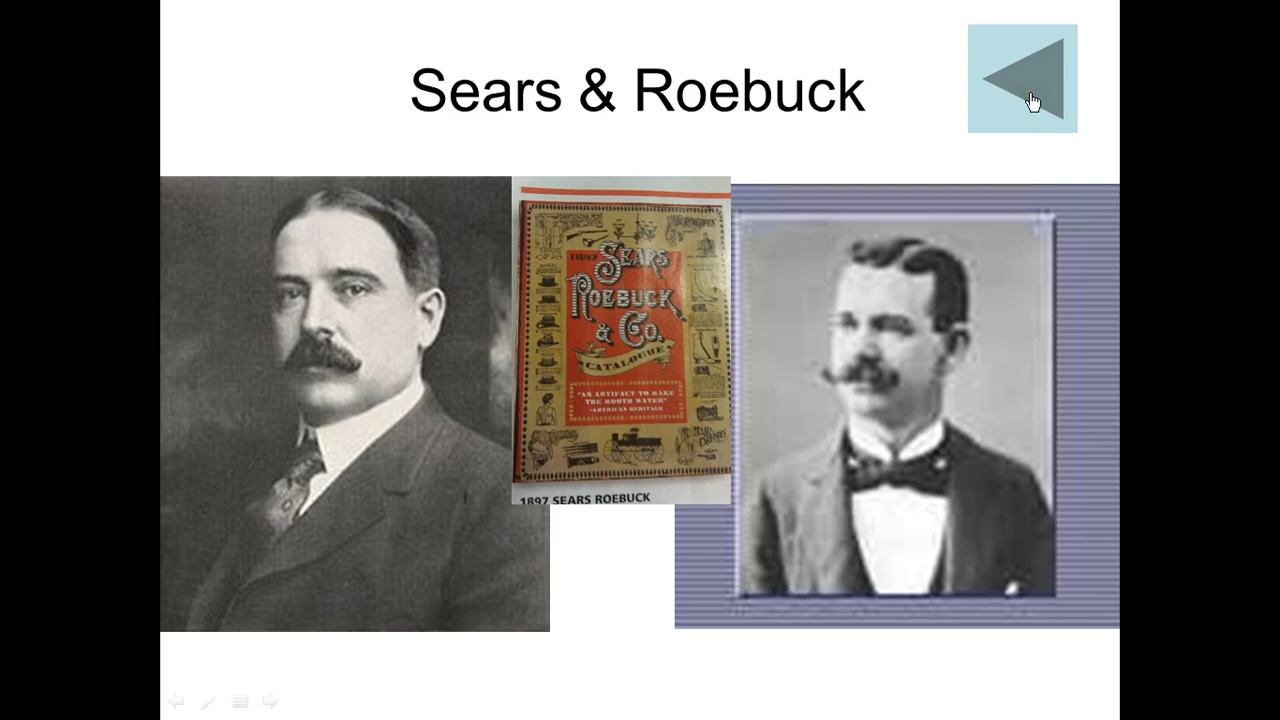 Sears & Roebuck
1897
SEARS
ROEBUCK
& Co.
CATALOGUE
"AN ARTIFACT TO MAKE
THE MOUTH WATER"
-AMERICAN HERITAGE
1897 SEARS ROEBUCK